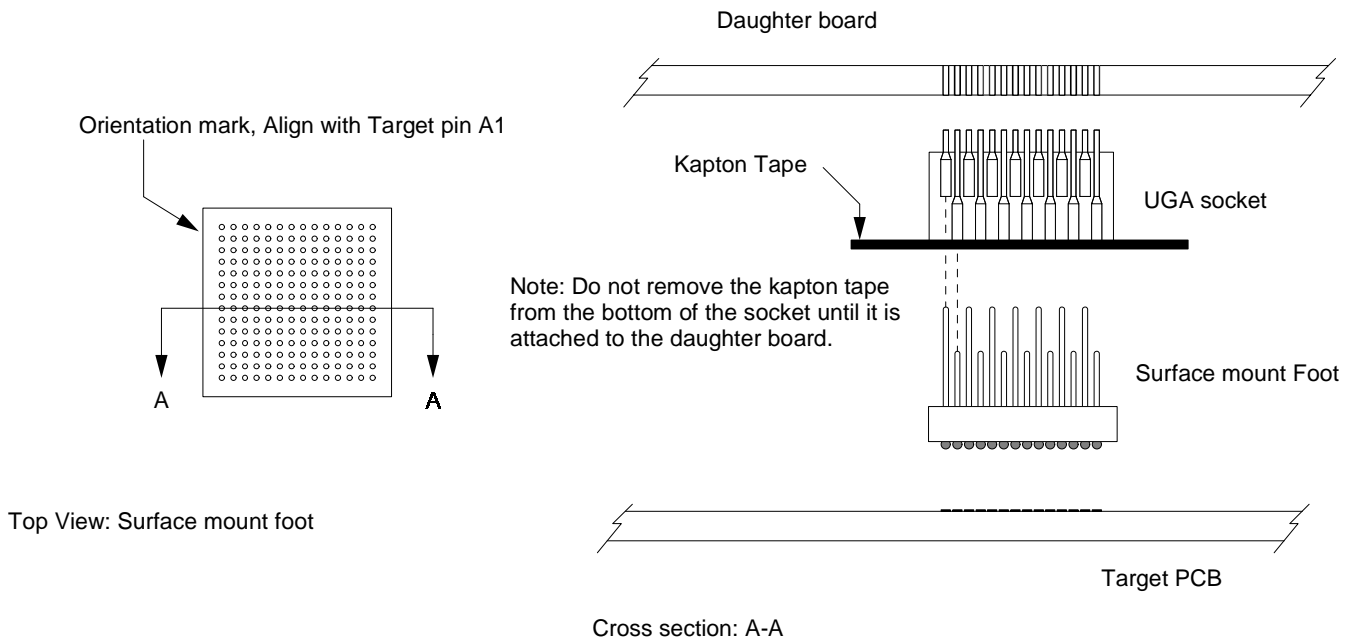 Daughter board
Orientation mark, Align with Target pin A1
Kapton Tape
UGA socket
Note: Do not remove the kapton tape
from the bottom of the socket until it is
attached to the daughter board.
A
A
Surface mount Foot
Top View: Surface mount foot
Target PCB
Cross section: A-A